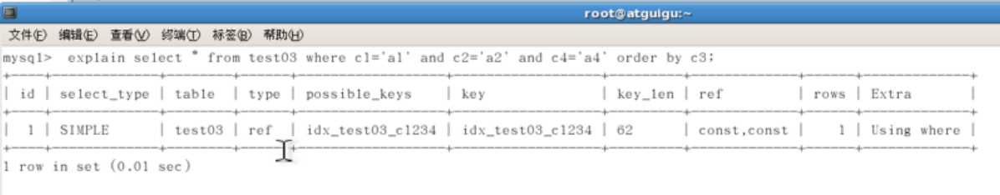 root@atguigu:~
文件(F) 编辑(E) 查看(V) 终端(T) 标签(B) 帮助(H)
mysql> explain select * from test03 where c1='a1' and c2='a2' and c4='a4' order by c3;
+----+-------------+--------+------+-----------------+-----------------+---------+-------------+------+-------------+
| id | select_type | table | type | possible_keys | key | key_len | ref | rows | Extra |
+----+-------------+--------+------+-----------------+-----------------+---------+-------------+------+-------------+
| 1 | SIMPLE | test03 | ref | idx_test03_c1234 | idx_test03_c1234 | 62 | const,const | 1 | Using where |
+----+-------------+--------+------+-----------------+-----------------+---------+-------------+------+-------------+
1 row in set (0.01 sec)